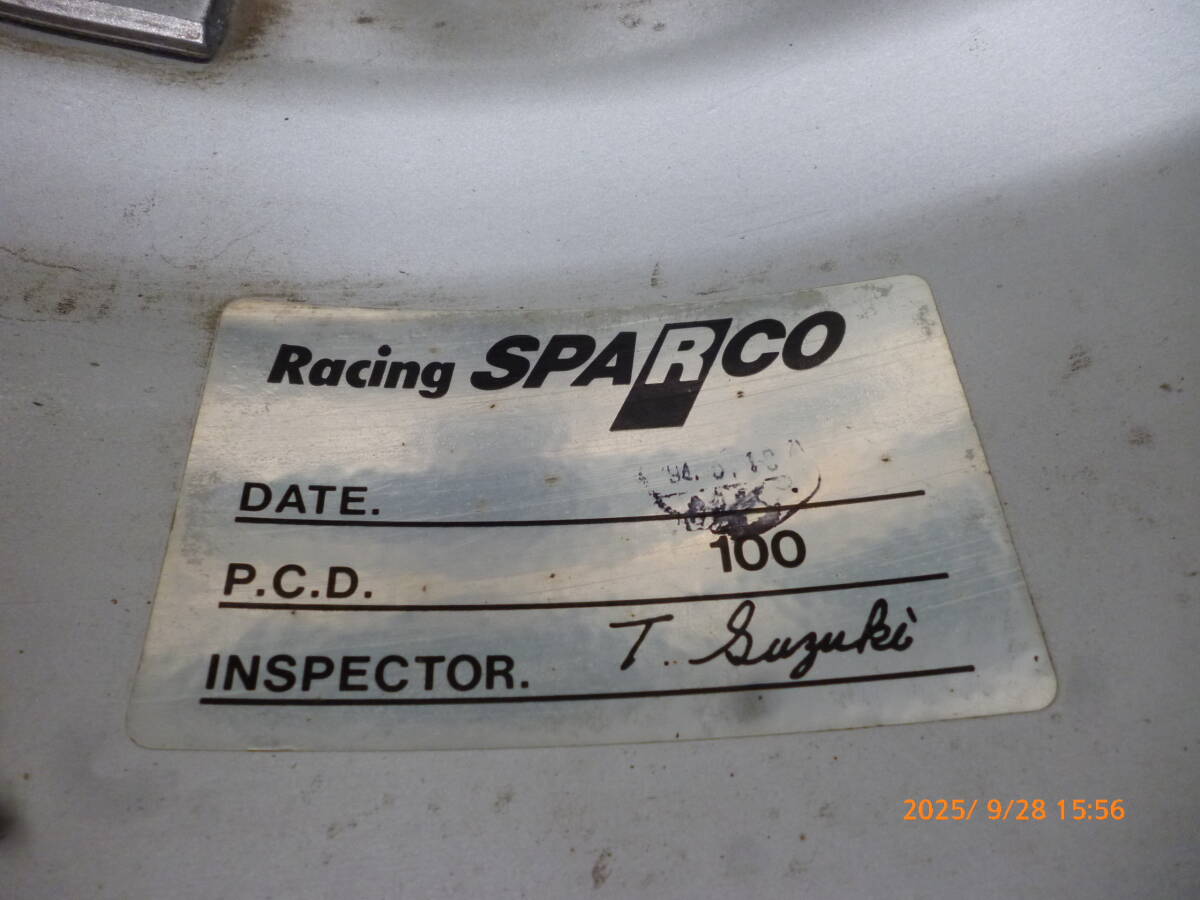 Racing SPARCO
DATE.
P.C.D. 100
INSPECTOR. T. Suzuki
2025/ 9/28 15:56